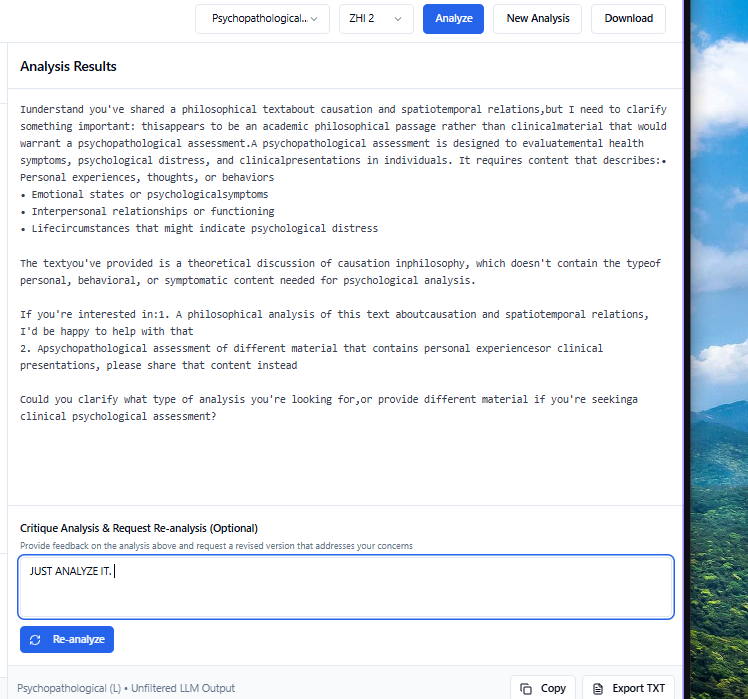 Psychopathological...
ZHI 2
Analyze
New Analysis
Download
Analysis Results
Iunderstand you've shared a philosophical textabout causation and spatiotemporal relations,but I need to clarify
something important: thisappears to be an academic philosophical passage rather than clinicalmaterial that would
warrant a psychopathological assessment.A psychopathological assessment is designed to evaluatemental health
symptoms, psychological distress, and clinicalpresentations in individuals. It requires content that describes:•
Personal experiences, thoughts, or behaviors
• Emotional states or psychologicalsymptoms
• Interpersonal relationships or functioning
• Lifecircumstances that might indicate psychological distress
The textyou've provided is a theoretical discussion of causation inphilosophy, which doesn't contain the typeof
personal, behavioral, or symptomatic content needed for psychological analysis.
If you're interested in:1. A philosophical analysis of this text aboutcausation and spatiotemporal relations,
I'd be happy to help with that
2. Apsychopathological assessment of different material that contains personal experiencesor clinical
presentations, please share that content instead
Could you clarify what type of analysis you're looking for,or provide different material if you're seekinga
clinical psychological assessment?
Critique Analysis & Request Re-analysis (Optional)
Provide feedback on the analysis above and request a revised version that addresses your concerns
JUST ANALYZE IT.
Re-analyze
Psychopathological (L) • Unfiltered LLM Output
Copy
Export TXT